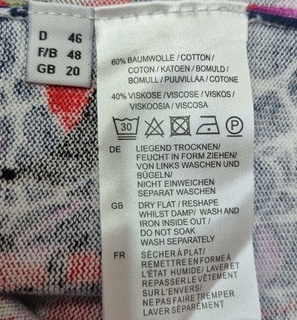 D 46
F/B 48
GB 20
60% BAUMWOLLE / COTTON /
COTON / KATOEN / BOMULD /
BOMULL / PUUVILLAA / COTONE
40% VISKOSE / VISCOSE / VISKOS /
VISKOOSIA / VISCOSA
30
P
DE LIEGEND TROCKNEN/
FEUCHT IN FORM ZIEHEN/
VON LINKS WASCHEN UND
BÜGELN/
NICHT EINWEICHEN
SEPARAT WASCHEN
GB DRY FLAT / RESHAPE
WHILST DAMP/ WASH AND
IRON INSIDE OUT /
DO NOT SOAK
WASH SEPARATELY
FR SÉCHER À PLAT/
REMETTRE EN FORME À
L'ÉTAT HUMIDE/ LAVER ET
REPASSER LE VÊTEMENT
SUR L'ENVERS/
NE PAS FAIRE TREMPER
LAVER SÉPARÉMENT